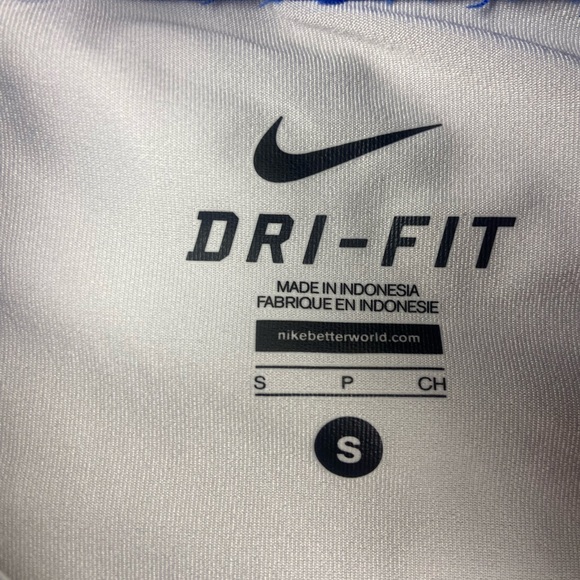 DRI-FIT
MADE IN INDONESIA
FABRIQUE EN INDONESIE
nikebetterworld.com
S P CH
S